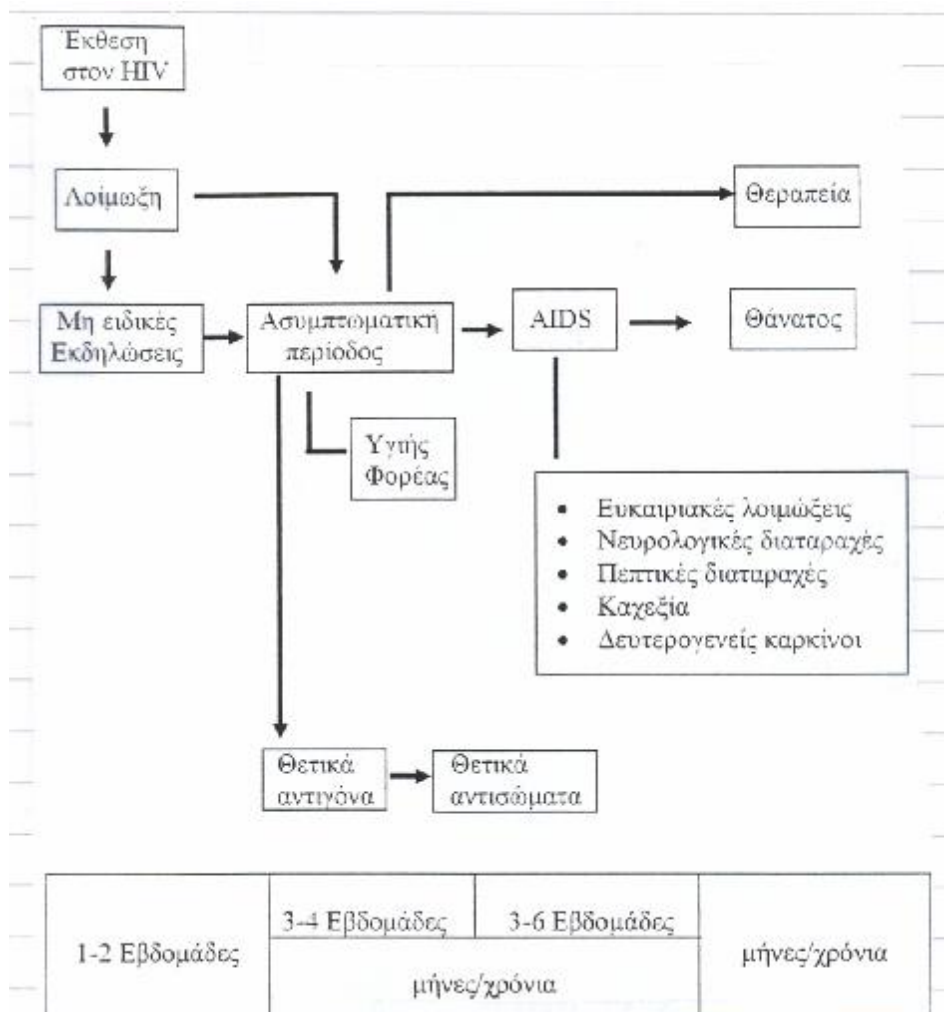 Έκθεση
στον HIV
Λοίμωξη
Θεραπεία
Μη ειδικές
Εκδηλώσεις
Ασυμπτωματική
περίοδος
AIDS
Θάνατος
Υγιής
Φορέας
• Ευκαιριακές λοιμώξεις
• Νευρολογικές διαταραχές
• Πεπτικές διαταραχές
• Καχεξία
• Δευτερογενείς καρκίνοι
Θετικά
αντιγόνα
Θετικά
αντισώματα
1-2 Εβδομάδες
3-4 Εβδομάδες
3-6 Εβδομάδες
μήνες/χρόνια
μήνες/χρόνια